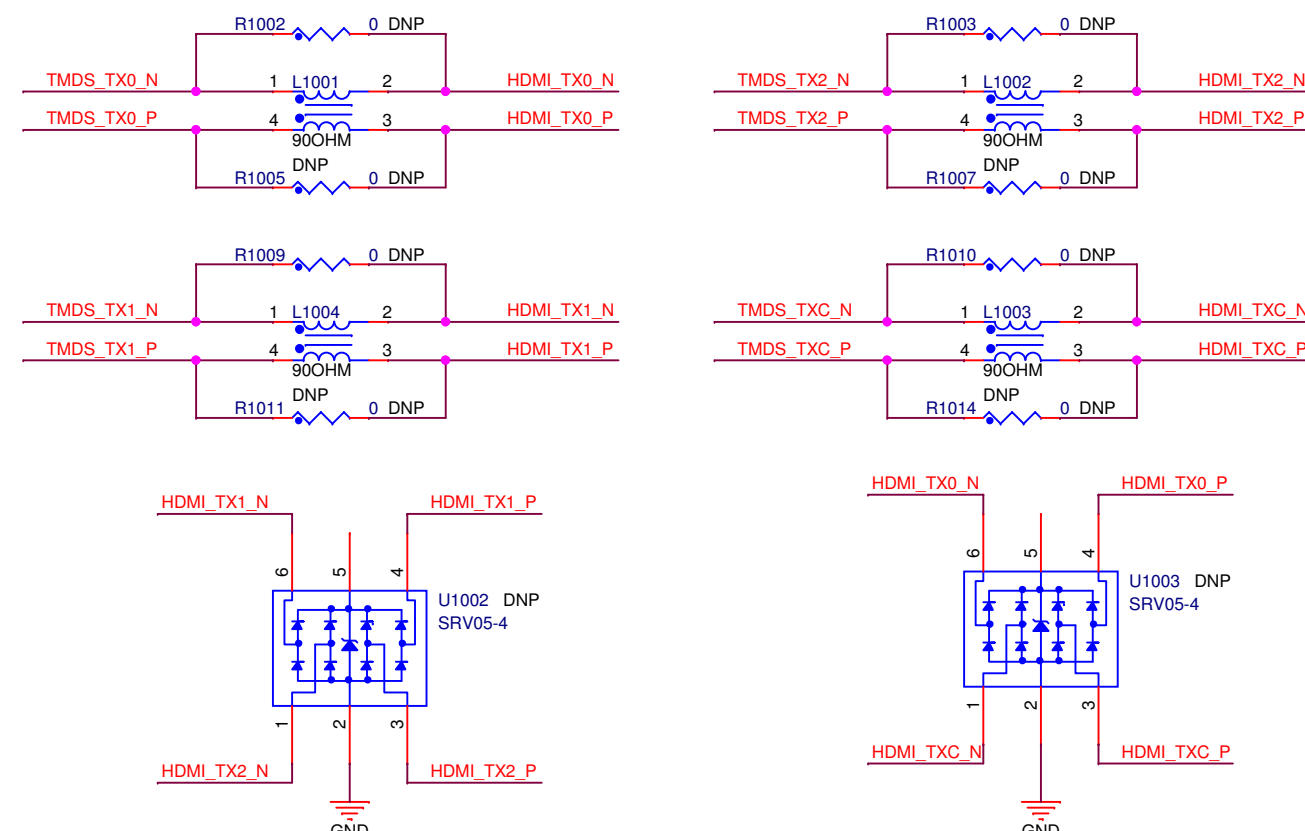 R1002 0 DNP
TMDS_TX0_N 1 L1001 2 HDMI_TX0_N
TMDS_TX0_P 4 3 HDMI_TX0_P
90OHM
DNP
R1005 0 DNP
R1003 0 DNP
TMDS_TX2_N 1 L1002 2 HDMI_TX2_N
TMDS_TX2_P 4 3 HDMI_TX2_P
90OHM
DNP
R1007 0 DNP
R1009 0 DNP
TMDS_TX1_N 1 L1004 2 HDMI_TX1_N
TMDS_TX1_P 4 3 HDMI_TX1_P
90OHM
DNP
R1011 0 DNP
R1010 0 DNP
TMDS_TXC_N 1 L1003 2 HDMI_TXC_N
TMDS_TXC_P 4 3 HDMI_TXC_P
90OHM
DNP
R1014 0 DNP
HDMI_TX1_N HDMI_TX1_P
6 5 4
U1002 DNP
SRV05-4
1 2 3
HDMI_TX2_N HDMI_TX2_P
GND
HDMI_TX0_N HDMI_TX0_P
6 5 4
U1003 DNP
SRV05-4
1 2 3
HDMI_TXC_N HDMI_TXC_P
GND